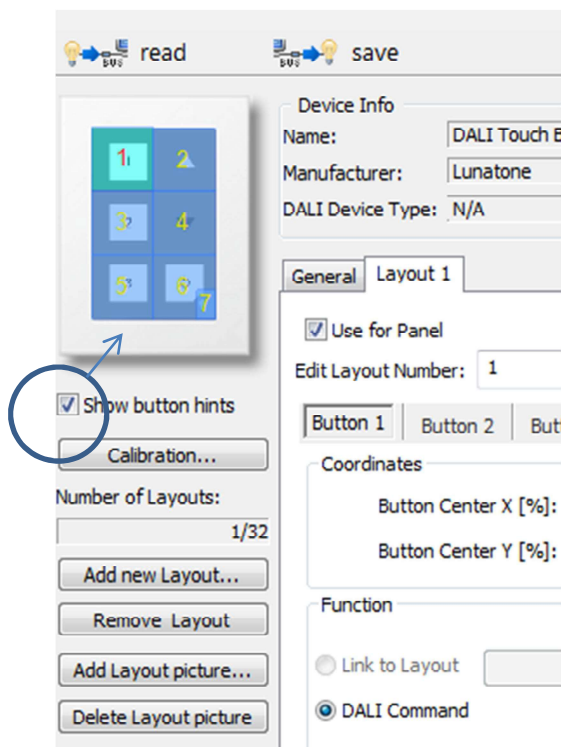 read save
Device Info
Name: DALI Touch
Manufacturer: Lunatone
DALI Device Type: N/A
1 2
3 4
5 6
7
General Layout 1
Use for Panel
Edit Layout Number: 1
Show button hints
Button 1 Button 2
Calibration...
Coordinates
Number of Layouts:
Button Center X [%]:
1/32
Button Center Y [%]:
Add new Layout...
Function
Remove Layout
Add Layout picture...
Link to Layout
Delete Layout picture
DALI Command